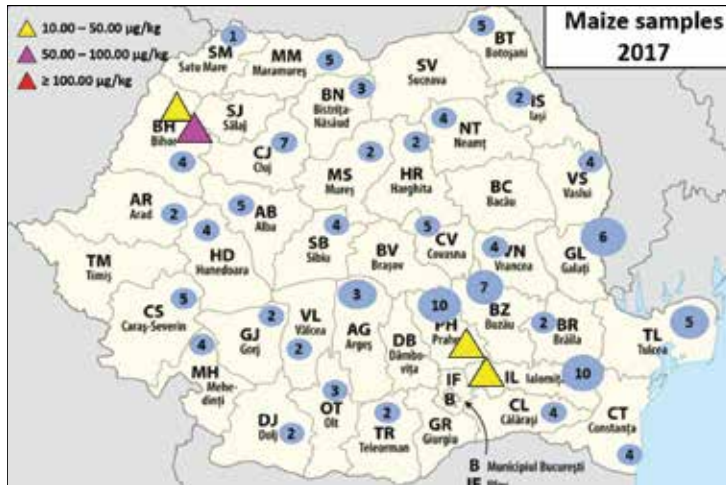 10.00 – 50.00 µg/kg
50.00 – 100.00 µg/kg
≥ 100.00 µg/kg
Maize samples
2017
1
SM
Satu Mare
MM
Maramureș
5
SV
Suceava
5
BT
Botoșani
BN
Bistrița-
Năsăud
3
2
IS
Iași
BH
Bihor
4
SJ
Sălaj
CJ
Cluj
7
MS
Mureș
2
HR
Harghita
2
4
NT
Neamț
BC
Bacău
4
VS
Vaslui
AR
Arad
2
5
AB
Alba
4
HD
Hunedoara
4
SB
Sibiu
BV
Brașov
5
CV
Covasna
4
VN
Vrancea
6
GL
Galați
TM
Timiș
CS
Caraș-Severin
5
GJ
Gorj
2
VL
Vâlcea
2
3
AG
Argeș
DB
Dâmbo-
vița
10
PH
7
BZ
Buzău
2
BR
Brăila
TL
Tulcea
5
4
MH
Mehe-
dinți
IF
B
IL
Ialomița
10
3
OT
Olt
DJ
Dolj
2
2
TR
Teleorman
GR
Giurgiu
CL
Călărași
4
CT
Constanța
4
B Municipiul București
IF